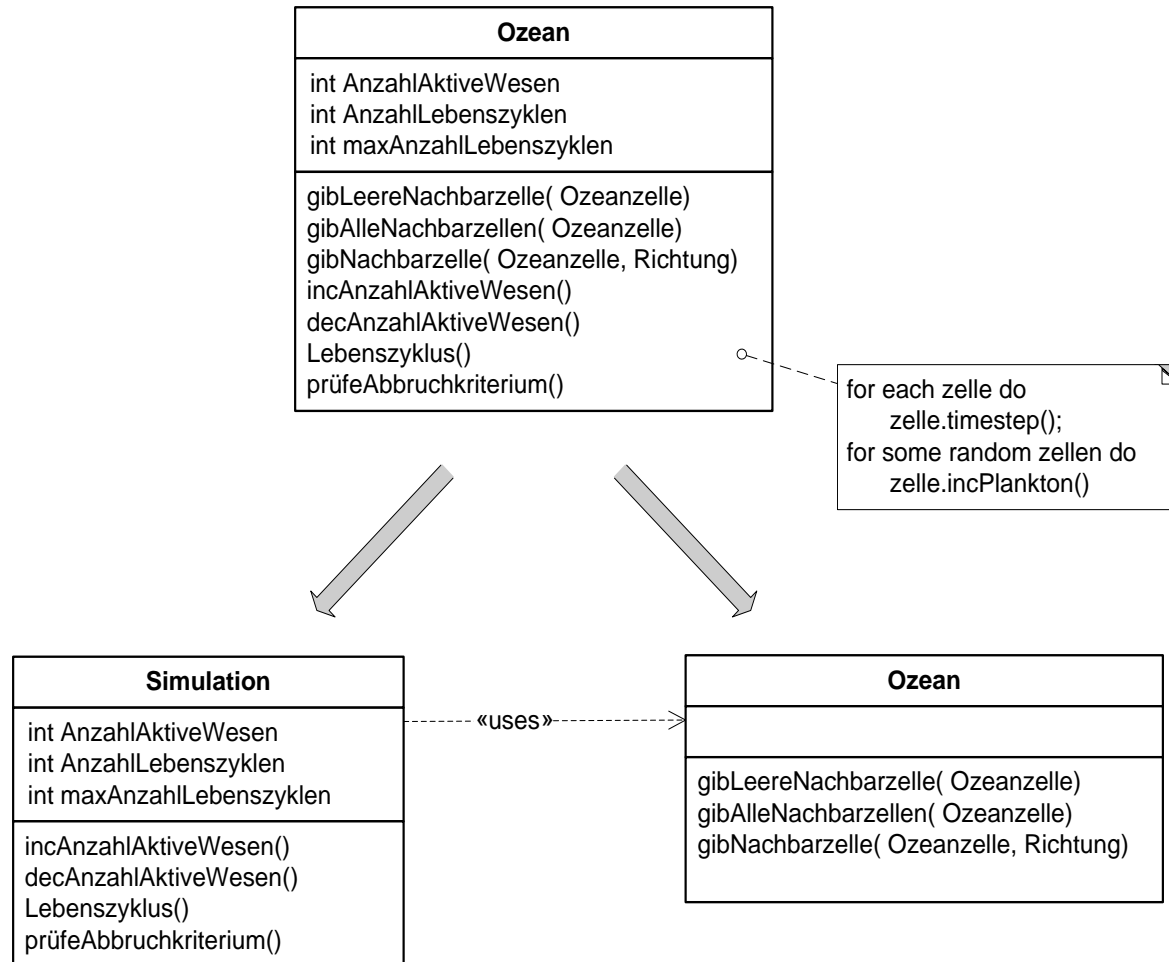 Ozean
int AnzahlAktiveWesen
int AnzahlLebenszyklen
int maxAnzahlLebenszyklen
gibLeereNachbarzelle( Ozeanzelle)
gibAlleNachbarzellen( Ozeanzelle)
gibNachbarzelle( Ozeanzelle, Richtung)
incAnzahlAktiveWesen()
decAnzahlAktiveWesen()
Lebenszyklus()
prüfeAbbruchkriterium()
for each zelle do
zelle.timestep();
for some random zellen do
zelle.incPlankton()
Simulation
int AnzahlAktiveWesen
int AnzahlLebenszyklen
int maxAnzahlLebenszyklen
incAnzahlAktiveWesen()
decAnzahlAktiveWesen()
Lebenszyklus()
prüfeAbbruchkriterium()
«uses»
Ozean
gibLeereNachbarzelle( Ozeanzelle)
gibAlleNachbarzellen( Ozeanzelle)
gibNachbarzelle( Ozeanzelle, Richtung)